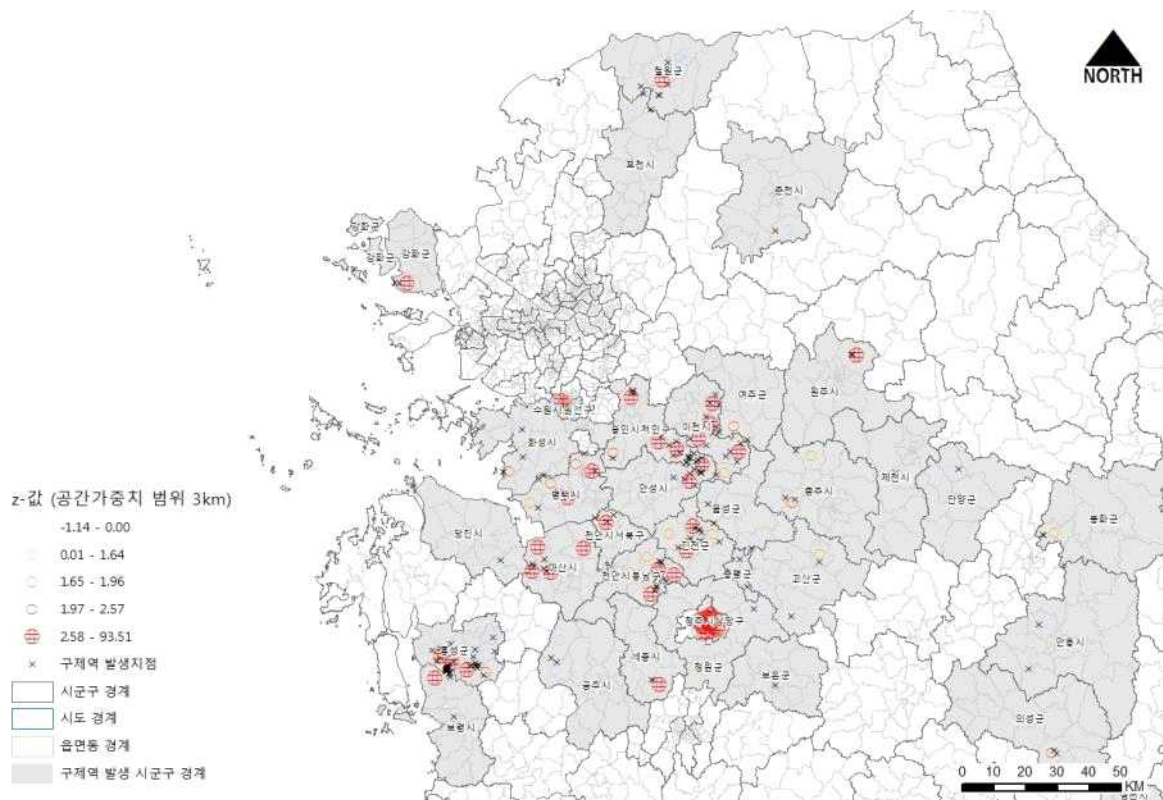 NORTH
포천시
춘천시
강화군
강화군
강화군
여주군
원주시
수원시권선구
용인시처인구
이천시
화성시
제천시
안성시
충주시
단양군
평택시
음성군
봉화군
당진시
천안시서북구
진천군
아산시
천안시동남구
증평군
괴산군
안동시
홍성군
세종시
청원군
공주시
보은군
의성군
보령시
z-값 (공간가중치 범위 3km)
-1.14 - 0.00
0.01 - 1.64
1.65 - 1.96
1.97 - 2.57
2.58 - 93.51
구제역 발생지점
시군구 경계
시도 경계
읍면동 경계
구제역 발생 시군구 경계
0 10 20 30 40 50
KM